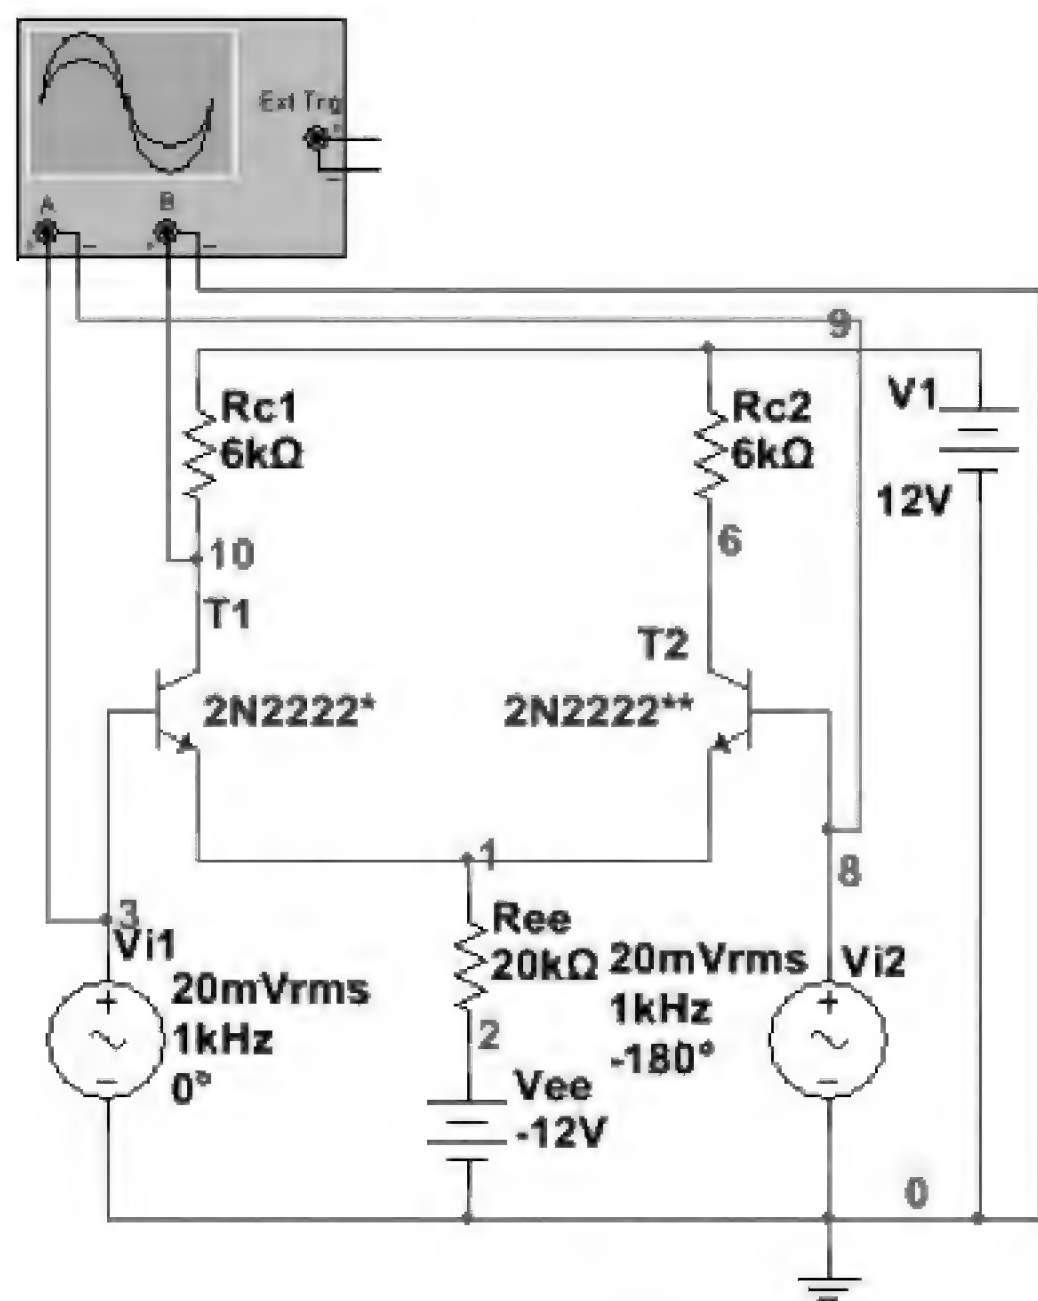 Ext Trg
+
_
A
B
+ _ + _
9
Rc1
6kΩ
Rc2
6kΩ
V1
12V
10
6
T1
T2
2N2222*
2N2222**
1
8
3
Vi1
20mVrms
1kHz
0°
Ree
20kΩ
2
20mVrms
1kHz
-180°
Vi2
Vee
-12V
0